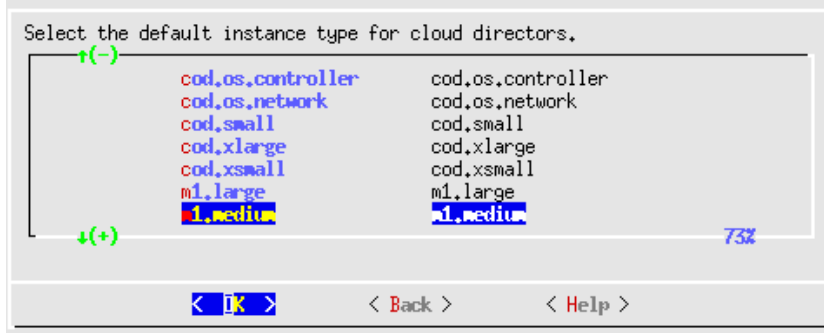 Select the default instance type for cloud directors.
↑(-)
cod.os.controller cod.os.controller
cod.os.network cod.os.network
cod.small cod.small
cod.xlarge cod.xlarge
cod.xsmall cod.xsmall
m1.large m1.large
m1.medium m1.medium
↓(+) 73%
< OK > < Back > < Help >